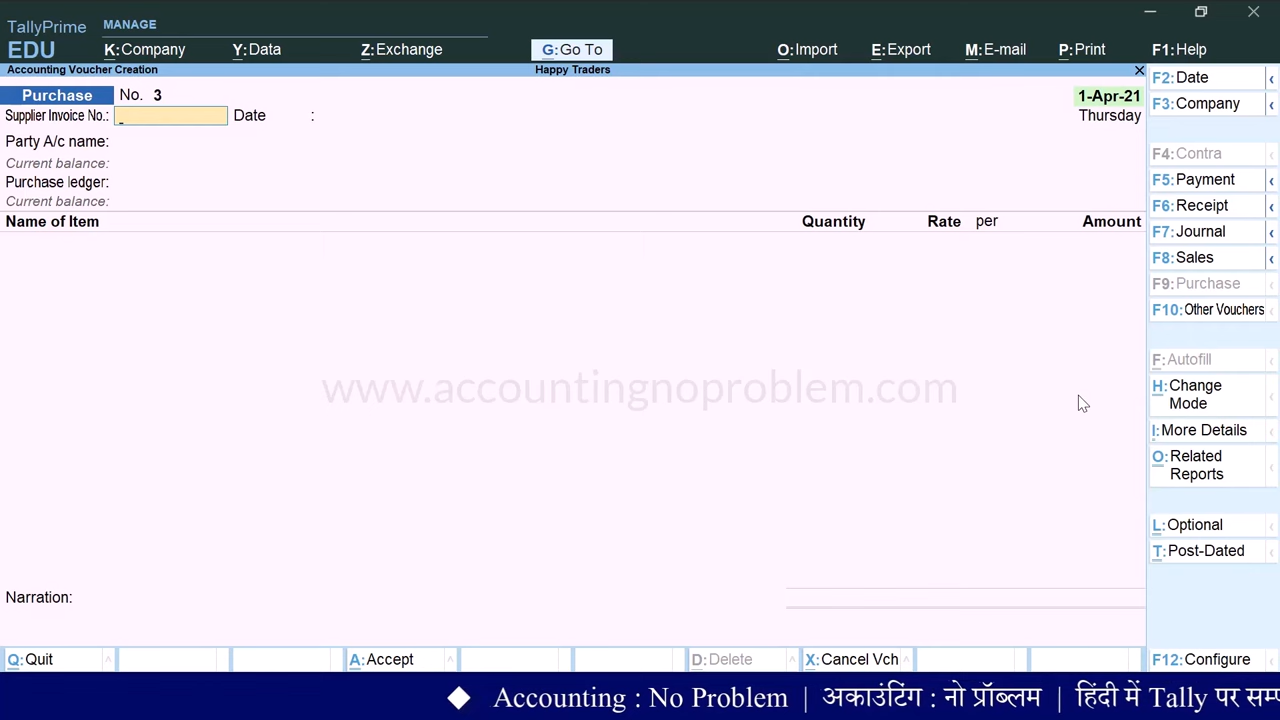 TallyPrime MANAGE
EDU K:Company Y:Data Z:Exchange G:Go To O:Import E:Export M:E-mail P:Print F1:Help
Accounting Voucher Creation Happy Traders
Purchase No. 3 1-Apr-21
Supplier Invoice No.: Date : Thursday
Party A/c name:
Current balance:
Purchase ledger:
Current balance:
Name of Item Quantity Rate per Amount
www.accountingnoproblem.com
Narration:
F2:Date
F3:Company
F4:Contra
F5:Payment
F6:Receipt
F7:Journal
F8:Sales
F9:Purchase
F10:Other Vouchers
F:Autofill
H:Change
Mode
I:More Details
O:Related
Reports
L:Optional
T:Post-Dated
Q:Quit A:Accept D:Delete X:Cancel Vch F12:Configure
Accounting : No Problem | अकाउंटिंग : नो प्रॉब्लम | हिंदी में Tally पर